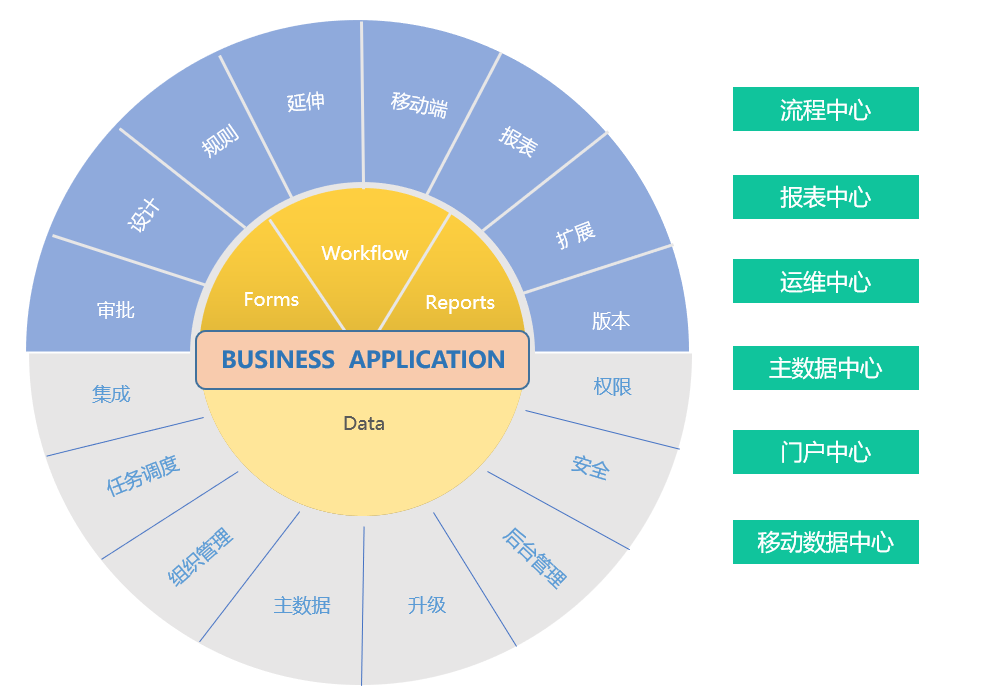 延伸
移动端
规则
报表
设计
扩展
审批
版本
Workflow
Forms
Reports
BUSINESS APPLICATION
Data
集成
权限
任务调度
安全
组织管理
后台管理
主数据
升级
流程中心
报表中心
运维中心
主数据中心
门户中心
移动数据中心